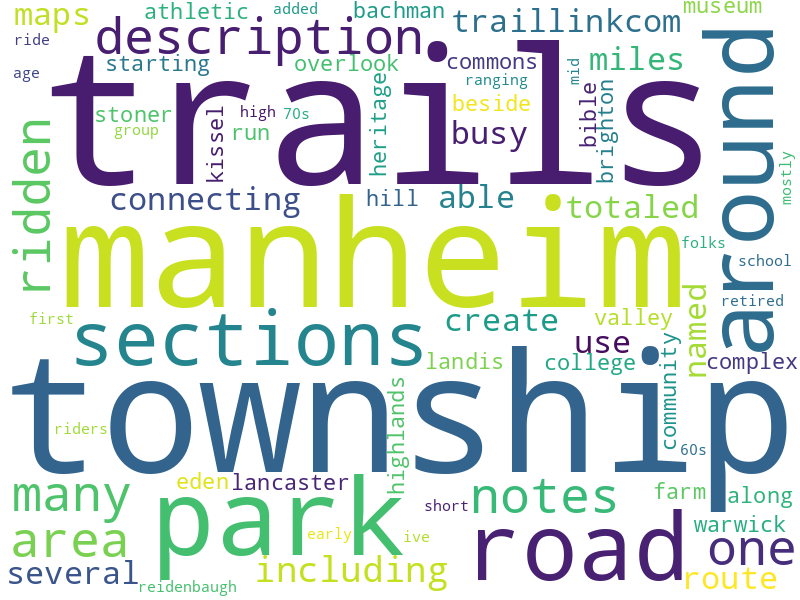 maps
athletic
added
bachman
museum
ride
description
traillinkcom
age
starting
overlook
commons
miles
trails
around
ranging
mid
stoner
high
70s
heritage
beside
bible
brighton
group
kissel
run
busy
ridden
mostly
connecting
hill
able
totaled
manheim
folks
school
retired
first
sections
create
valley
named
use
landis
college
community
complex
township
highlands
riders
60s
many
eden
lancaster
park
short
notes
farm
along
area
early
ive
road
warwick
one
several
reidenbaugh
including
route